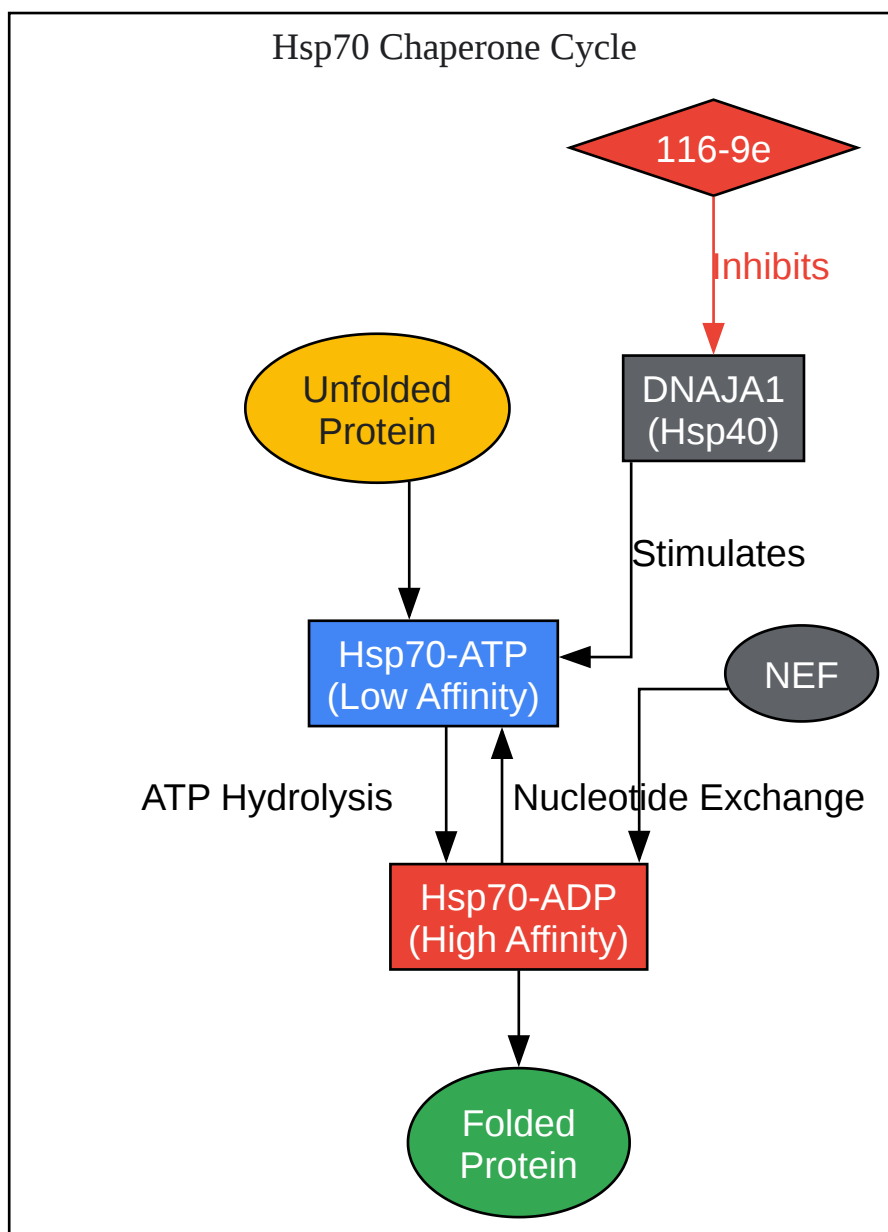 Hsp70 Chaperone Cycle
116-9e
Inhibits
Unfolded
Protein
DNAJA1
(Hsp40)
Stimulates
Hsp70-ATP
(Low Affinity)
NEF
ATP Hydrolysis
Nucleotide Exchange
Hsp70-ADP
(High Affinity)
Folded
Protein